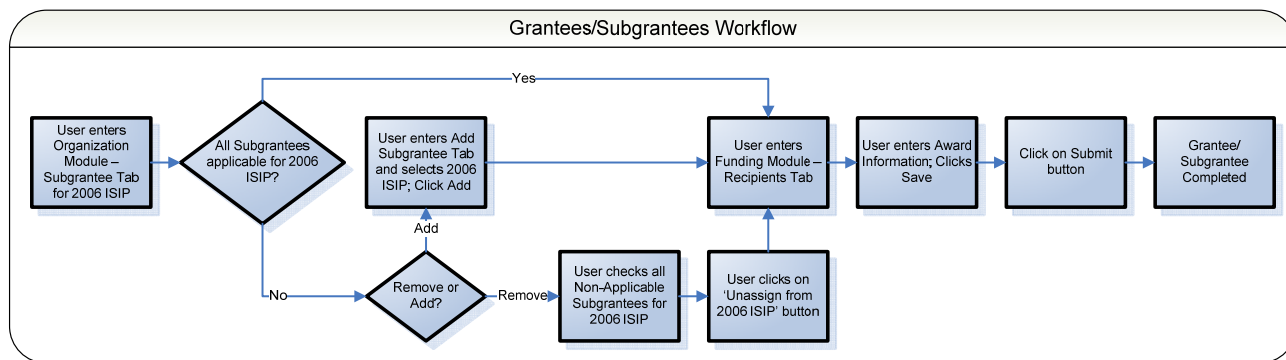 Grantees/Subgrantees Workflow
Yes
User enters
Organization
Module –
Subgrantee Tab
for 2006 ISIP
All Subgrantees
applicable for 2006
ISIP?
User enters Add
Subgrantee Tab
and selects 2006
ISIP; Click Add
User enters
Funding Module –
Recipients Tab
User enters Award
Information; Clicks
Save
Click on Submit
button
Grantee/
Subgrantee
Completed
Add
No
Remove or
Add?
Remove
User checks all
Non-Applicable
Subgrantees for
2006 ISIP
User clicks on
‘Unassign from
2006 ISIP’ button